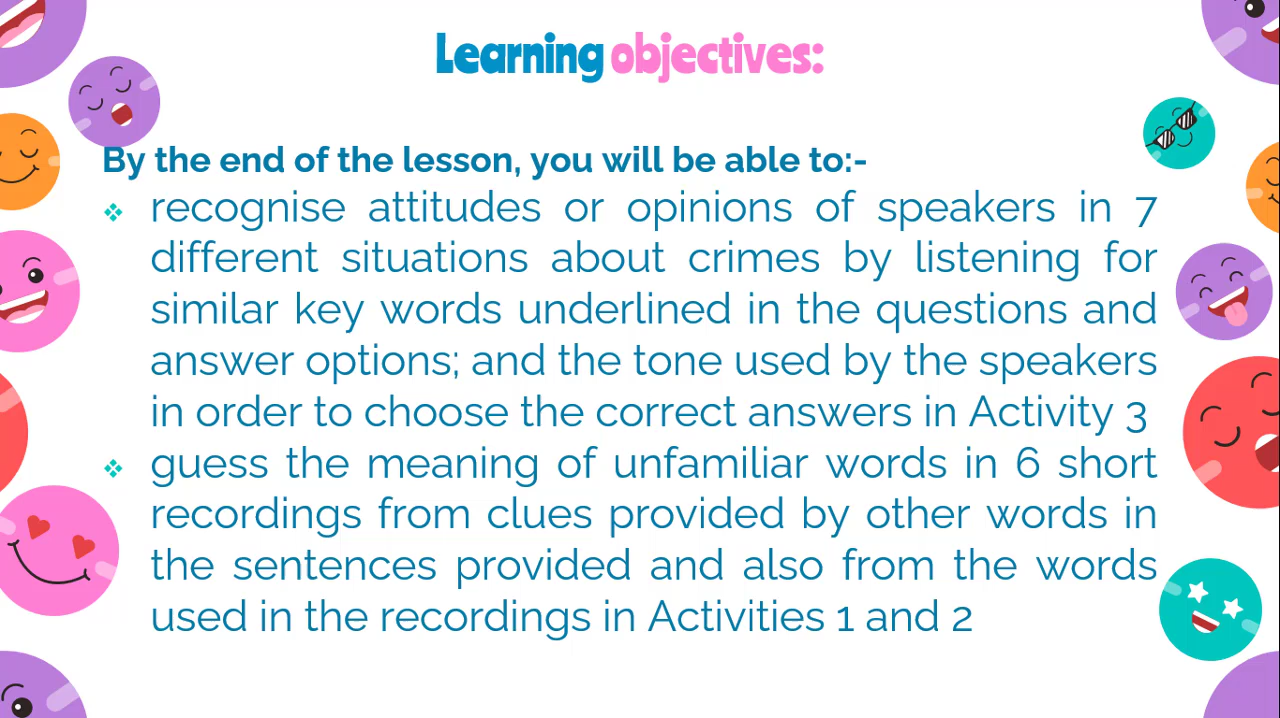 Learning objectives:
By the end of the lesson, you will be able to:-
❖ recognise attitudes or opinions of speakers in 7
different situations about crimes by listening for
similar key words underlined in the questions and
answer options; and the tone used by the speakers
in order to choose the correct answers in Activity 3
❖ guess the meaning of unfamiliar words in 6 short
recordings from clues provided by other words in
the sentences provided and also from the words
used in the recordings in Activities 1 and 2